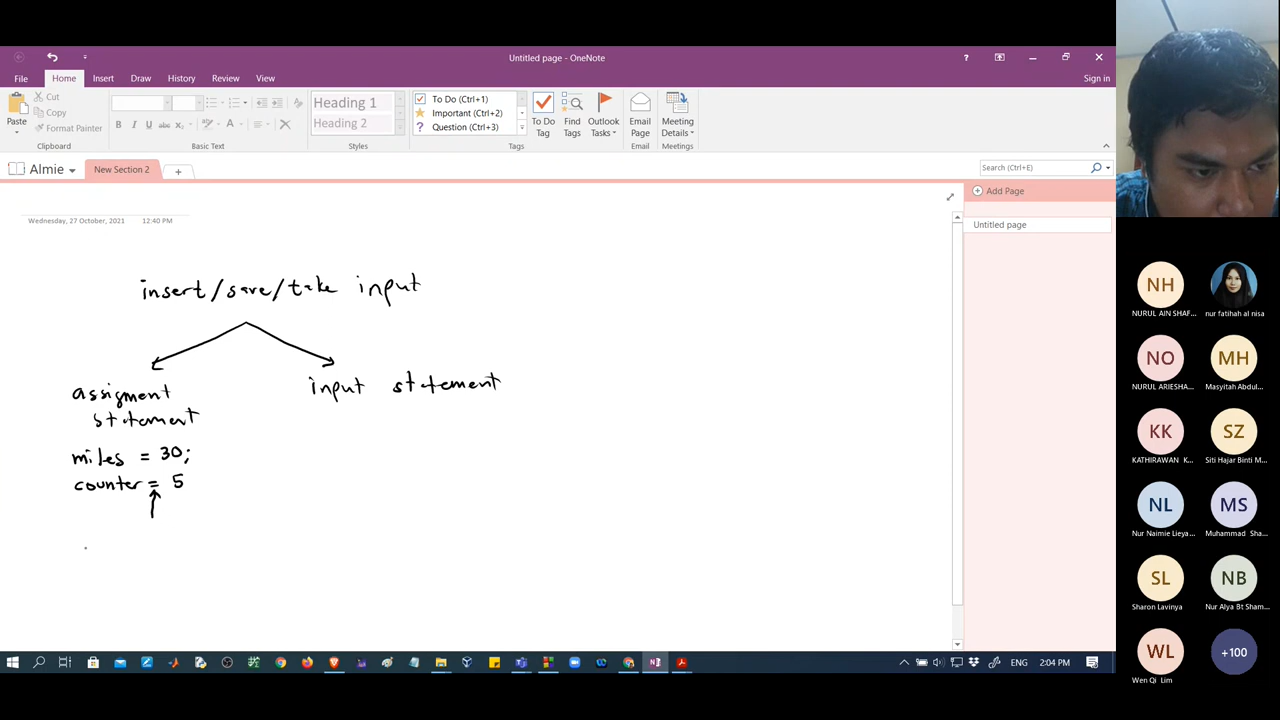 Untitled page - OneNote
File Home Insert Draw History Review View
Sign in
Paste
Cut
Copy
Format Painter
Clipboard
B I U abc x₂ A
Basic Text
Heading 1
Heading 2
Styles
To Do (Ctrl+1)
Important (Ctrl+2)
Question (Ctrl+3)
To Do Tag
Find Tags
Outlook Tasks
Tags
Email Page
Email
Meeting Details
Meetings
Almie
New Section 2
Search (Ctrl+E)
Add Page
Untitled page
Wednesday, 27 October, 2021 12:40 PM
insert/save/take input
assigment
statement
input statement
miles = 30;
counter = 5
NH
NURUL AIN SHAF...
nur fatihah al nisa
NO
NURUL ARIESHA...
MH
Masyitah Abdul...
KK
KATHIRAWAN K...
SZ
Siti Hajar Binti M...
NL
Nur Naimie Lieya...
MS
Muhammad Sha...
SL
Sharon Lavinya
NB
Nur Alya Bt Sham...
WL
Wen Qi Lim
+100
ENG 2:04 PM